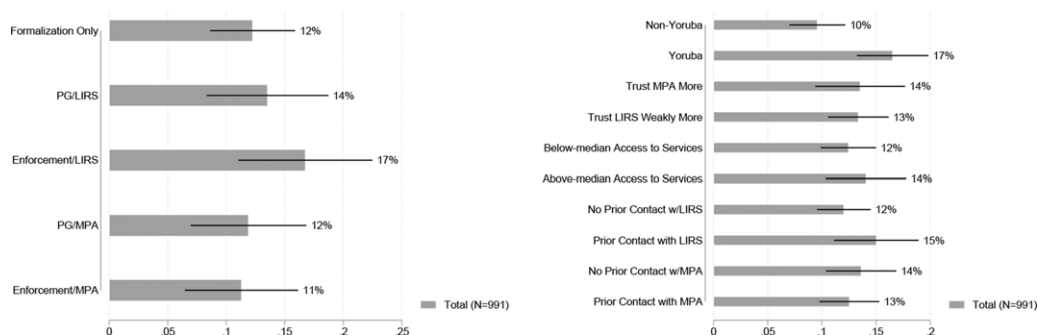 Formalization Only
12%
PG/LIRS
14%
Enforcement/LIRS
17%
PG/MPA
12%
Enforcement/MPA
11%
Total (N=991)
0 .05 .1 .15 .2 .25
Non-Yoruba
10%
Yoruba
17%
Trust MPA More
14%
Trust LIRS Weakly More
13%
Below-median Access to Services
12%
Above-median Access to Services
14%
No Prior Contact w/LIRS
12%
Prior Contact with LIRS
15%
No Prior Contact w/MPA
14%
Prior Contact with MPA
13%
Total (N=991)
0 .05 .1 .15 .2